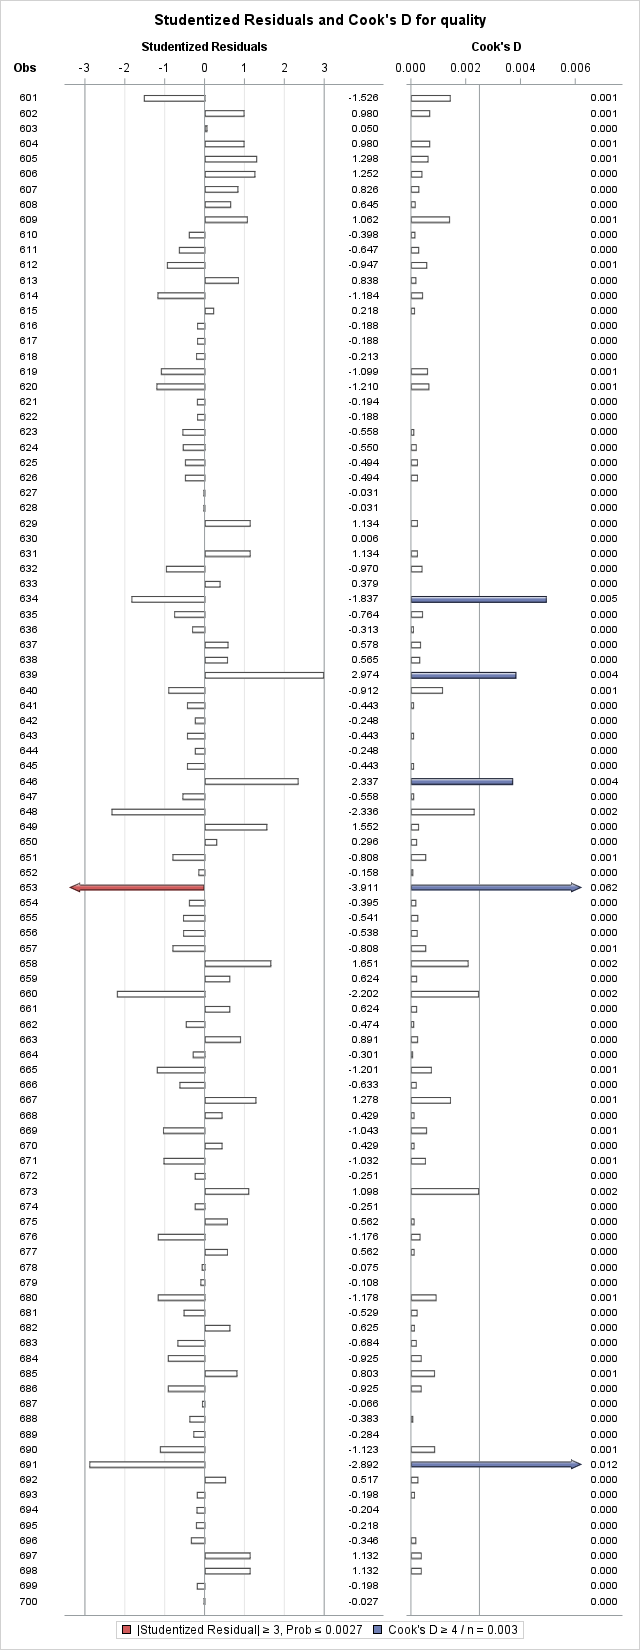 Studentized Residuals and Cook's D for quality
Studentized Residuals Cook's D
Obs -3 -2 -1 0 1 2 3 0.000 0.002 0.004 0.006
601 -1.526 0.001
602 0.980 0.001
603 0.050 0.000
604 0.980 0.001
605 1.298 0.001
606 1.252 0.000
607 0.826 0.000
608 0.645 0.000
609 1.062 0.001
610 -0.398 0.000
611 -0.647 0.000
612 -0.947 0.001
613 0.838 0.000
614 -1.184 0.000
615 0.218 0.000
616 -0.188 0.000
617 -0.188 0.000
618 -0.213 0.000
619 -1.099 0.001
620 -1.210 0.001
621 -0.194 0.000
622 -0.188 0.000
623 -0.558 0.000
624 -0.550 0.000
625 -0.494 0.000
626 -0.494 0.000
627 -0.031 0.000
628 -0.031 0.000
629 1.134 0.000
630 0.006 0.000
631 1.134 0.000
632 -0.970 0.000
633 0.379 0.000
634 -1.837 0.005
635 -0.764 0.000
636 -0.313 0.000
637 0.578 0.000
638 0.565 0.000
639 2.974 0.004
640 -0.912 0.001
641 -0.443 0.000
642 -0.248 0.000
643 -0.443 0.000
644 -0.248 0.000
645 -0.443 0.000
646 2.337 0.004
647 -0.558 0.000
648 -2.336 0.002
649 1.552 0.000
650 0.296 0.000
651 -0.808 0.001
652 -0.158 0.000
653 -3.911 0.062
654 -0.395 0.000
655 -0.541 0.000
656 -0.538 0.000
657 -0.808 0.001
658 1.651 0.002
659 0.624 0.000
660 -2.202 0.002
661 0.624 0.000
662 -0.474 0.000
663 0.891 0.000
664 -0.301 0.000
665 -1.201 0.001
666 -0.633 0.000
667 1.278 0.001
668 0.429 0.000
669 -1.043 0.001
670 0.429 0.000
671 -1.032 0.001
672 -0.251 0.000
673 1.098 0.002
674 -0.251 0.000
675 0.562 0.000
676 -1.176 0.000
677 0.562 0.000
678 -0.075 0.000
679 -0.108 0.000
680 -1.178 0.001
681 -0.529 0.000
682 0.625 0.000
683 -0.684 0.000
684 -0.925 0.000
685 0.803 0.001
686 -0.925 0.000
687 -0.066 0.000
688 -0.383 0.000
689 -0.284 0.000
690 -1.123 0.001
691 -2.892 0.012
692 0.517 0.000
693 -0.198 0.000
694 -0.204 0.000
695 -0.218 0.000
696 -0.346 0.000
697 1.132 0.000
698 1.132 0.000
699 -0.198 0.000
700 -0.027 0.000
|Studentized Residual| ≥ 3, Prob ≤ 0.0027 Cook's D ≥ 4 / n = 0.003